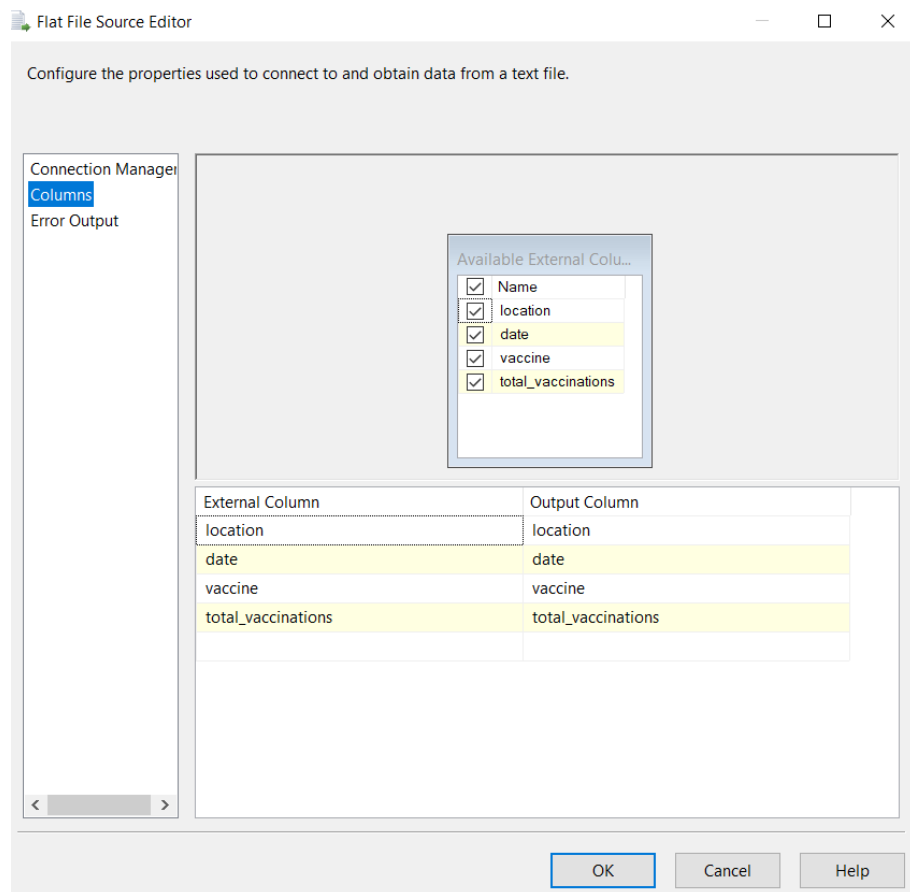 Flat File Source Editor
Configure the properties used to connect to and obtain data from a text file.
Connection Manager
Columns
Error Output
Available External Colu...
Name
location
date
vaccine
total_vaccinations
External Column Output Column
location location
date date
vaccine vaccine
total_vaccinations total_vaccinations
OK Cancel Help